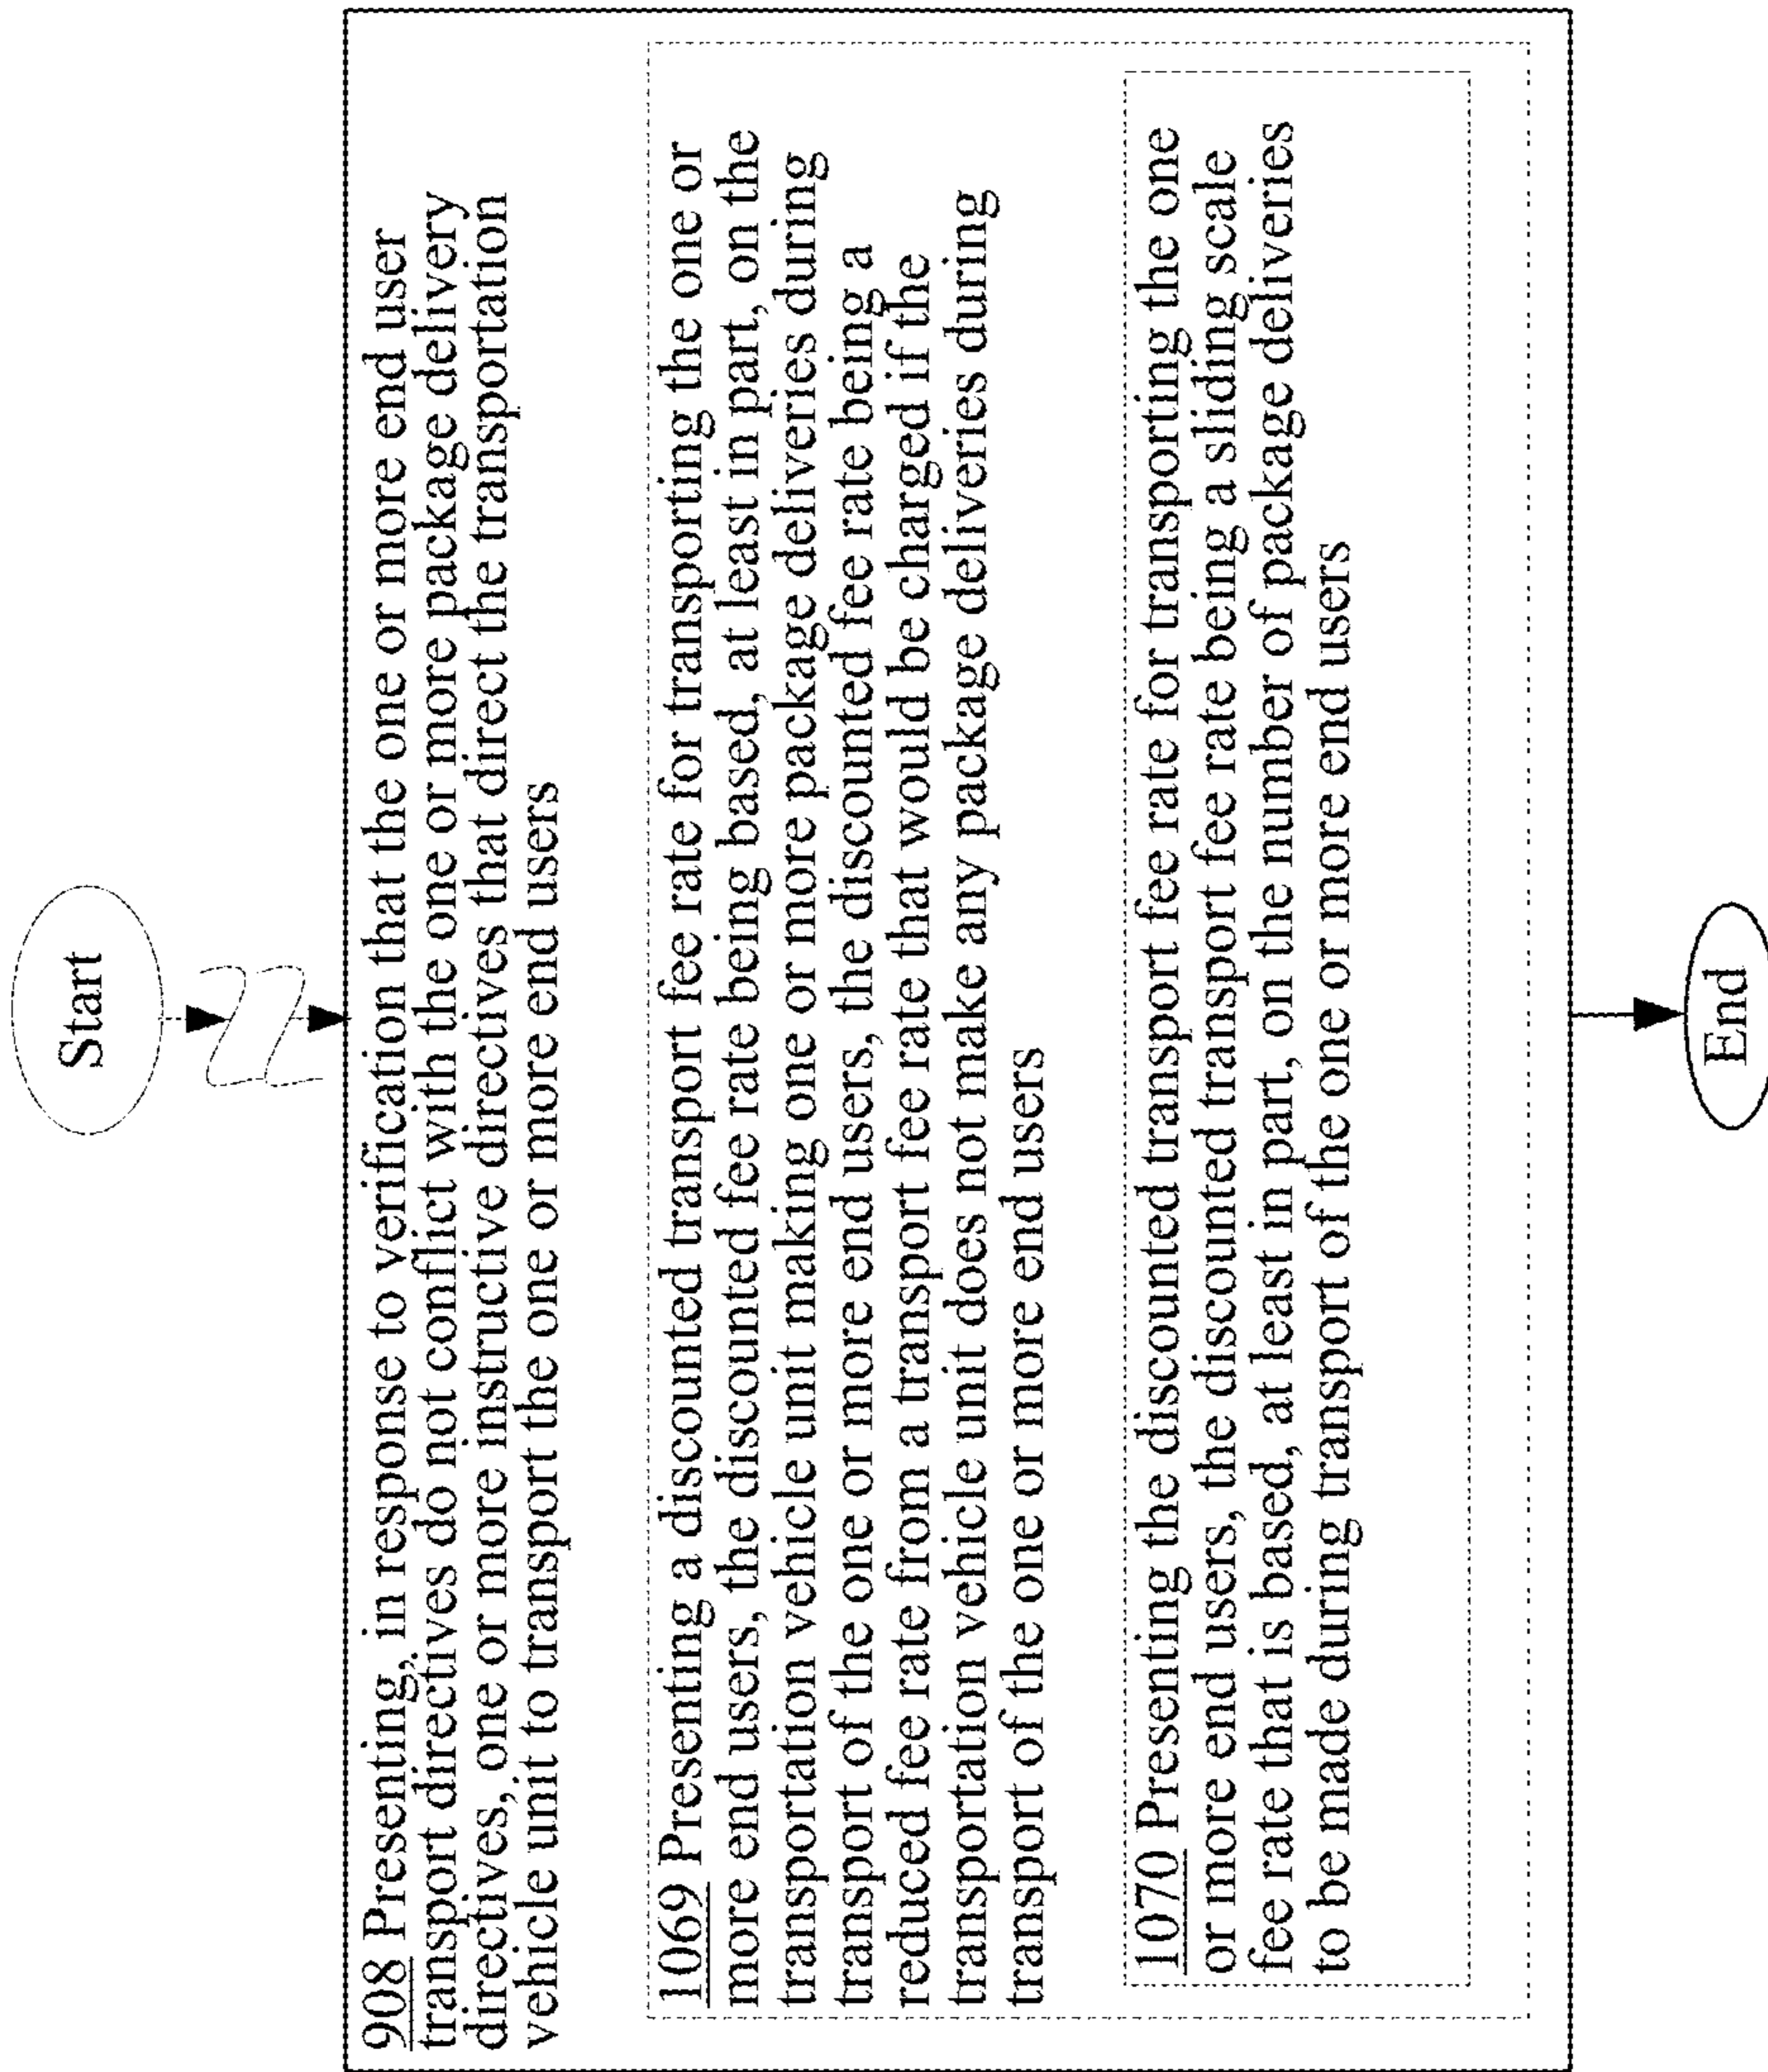 Start
908 Presenting, in response to verification that the one or more end user
transport directives do not conflict with the one or more package delivery
directives, one or more instructive directives that direct the transportation
vehicle unit to transport the one or more end users
1069 Presenting a discounted transport fee rate for transporting the one or
more end users, the discounted fee rate being based, at least in part, on the
transportation vehicle unit making one or more package deliveries during
transport of the one or more end users, the discounted fee rate being a
reduced fee rate from a transport fee rate that would be charged if the
transportation vehicle unit does not make any package deliveries during
transport of the one or more end users
1070 Presenting the discounted transport fee rate for transporting the one
or more end users, the discounted transport fee rate being a sliding scale
fee rate that is based, at least in part, on the number of package deliveries
to be made during transport of the one or more end users
End